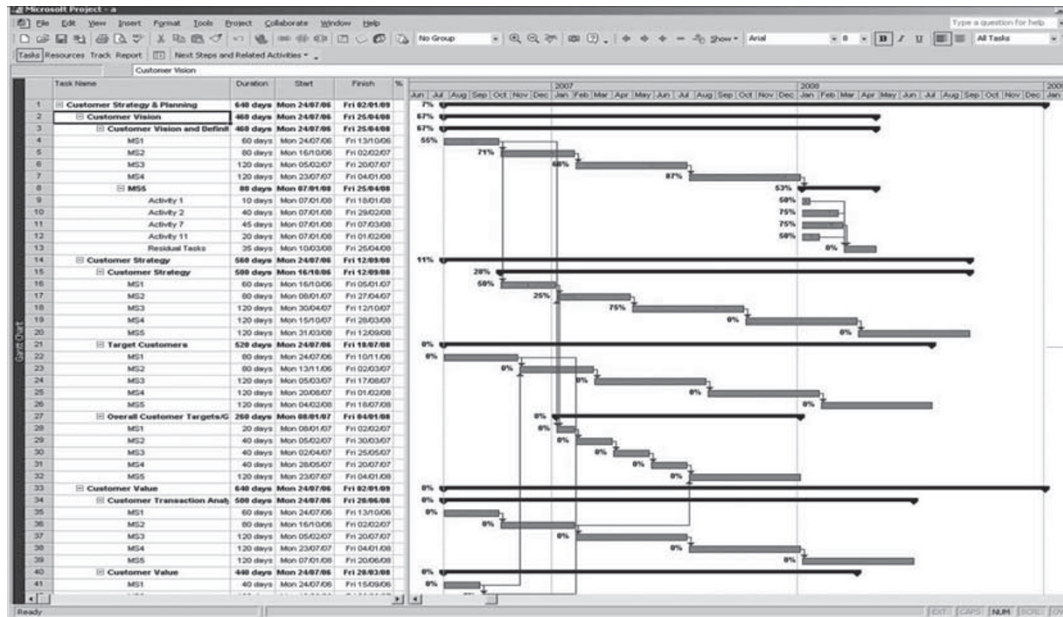 Microsoft Project - a
File Edit View Insert Format Tools Project Collaborate Window Help
Type a question for help
No Group Show Arial 8 B I U All Tasks
Tasks Resources Track Report Next Steps and Related Activities
Customer Vision
Task Name Duration Start Finish %
2007 2008 2009
Jun Jul Aug Sep Oct Nov Dec Jan Feb Mar Apr May Jun Jul Aug Sep Oct Nov Dec Jan Feb Mar Apr May Jun Jul Aug Sep Oct Nov Dec Jan
1 Customer Strategy & Planning 640 days Mon 24/07/06 Fri 02/01/09 7%
2 Customer Vision 460 days Mon 24/07/06 Fri 25/04/08 67%
3 Customer Vision and Definit 460 days Mon 24/07/06 Fri 25/04/08 67%
4 MS1 60 days Mon 24/07/06 Fri 13/10/06 55%
5 MS2 80 days Mon 16/10/06 Fri 02/02/07 71%
6 MS3 120 days Mon 05/02/07 Fri 20/07/07
7 MS4 120 days Mon 23/07/07 Fri 04/01/08 87%
8 MS5 80 days Mon 07/01/08 Fri 25/04/08 53%
9 Activity 1 10 days Mon 07/01/08 Fri 18/01/08 50%
10 Activity 2 40 days Mon 07/01/08 Fri 29/02/08 75%
11 Activity 7 45 days Mon 07/01/08 Fri 07/03/08 75%
12 Activity 11 20 days Mon 07/01/08 Fri 01/02/08 50%
13 Residual Tasks 35 days Mon 10/03/08 Fri 25/04/08 0%
14 Customer Strategy 560 days Mon 24/07/06 Fri 12/09/08 11%
15 Customer Strategy 500 days Mon 16/10/06 Fri 12/09/08 28%
16 MS1 60 days Mon 16/10/06 Fri 05/01/07 50%
17 MS2 80 days Mon 08/01/07 Fri 27/04/07 25%
18 MS3 120 days Mon 30/04/07 Fri 12/10/07 75%
19 MS4 120 days Mon 15/10/07 Fri 28/03/08 0%
20 MS5 120 days Mon 31/03/08 Fri 12/09/08 0%
21 Target Customers 520 days Mon 24/07/06 Fri 18/07/08 0%
22 MS1 80 days Mon 24/07/06 Fri 10/11/06 0%
23 MS2 80 days Mon 13/11/06 Fri 02/03/07 0%
24 MS3 120 days Mon 05/03/07 Fri 17/08/07 0%
25 MS4 120 days Mon 20/08/07 Fri 01/02/08 0%
26 MS5 120 days Mon 04/02/08 Fri 18/07/08 0%
27 Overall Customer Targets/G 260 days Mon 08/01/07 Fri 04/01/08 0%
28 MS1 20 days Mon 08/01/07 Fri 02/02/07 0%
29 MS2 40 days Mon 05/02/07 Fri 30/03/07 0%
30 MS3 40 days Mon 02/04/07 Fri 25/05/07 0%
31 MS4 40 days Mon 28/05/07 Fri 20/07/07 0%
32 MS5 120 days Mon 23/07/07 Fri 04/01/08 0%
33 Customer Value 640 days Mon 24/07/06 Fri 02/01/09 0%
34 Customer Transaction Analy 500 days Mon 24/07/06 Fri 20/06/08 0%
35 MS1 60 days Mon 24/07/06 Fri 13/10/06 0%
36 MS2 80 days Mon 16/10/06 Fri 02/02/07 0%
37 MS3 120 days Mon 05/02/07 Fri 20/07/07 0%
38 MS4 120 days Mon 23/07/07 Fri 04/01/08 0%
39 MS5 120 days Mon 07/01/08 Fri 20/06/08 0%
40 Customer Value 440 days Mon 24/07/06 Fri 28/03/08 0%
41 MS1 40 days Mon 24/07/06 Fri 15/09/06 0%
Gantt Chart
Ready EXT CAPS NUM SCRL